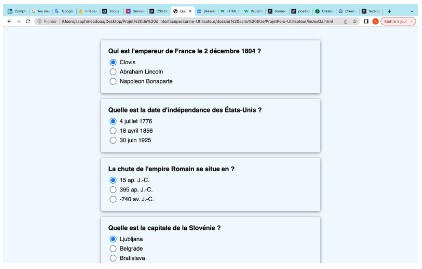 Qui est l'empereur de France le 2 décembre 1804 ?
Clovis
Abraham Lincoln
Napoleon Bonaparte
Quelle est la date d'indépendance des États-Unis ?
4 juillet 1776
18 avril 1856
30 juin 1925
La chute de l'empire Romain se situe en ?
15 ap. J.-C.
395 ap. J.-C.
-740 av. J.-C.
Quelle est la capitale de la Slovénie ?
Ljubljana
Belgrade
Bratislava